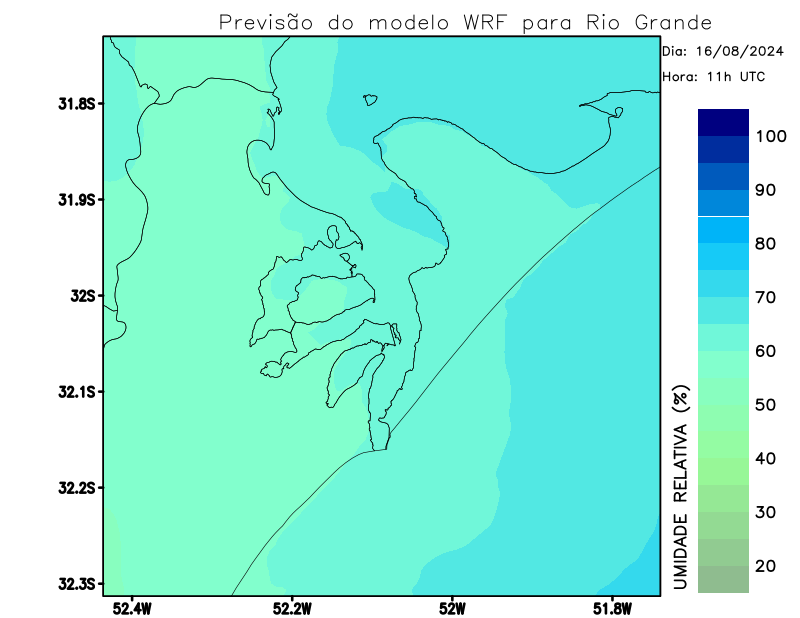 Previsão do modelo WRF para Rio Grande
Dia: 16/08/2024
Hora: 11h UTC
31.8S
31.9S
32S
32.1S
32.2S
32.3S
52.4W
52.2W
52W
51.8W
UMIDADE RELATIVA (%)
100
90
80
70
60
50
40
30
20